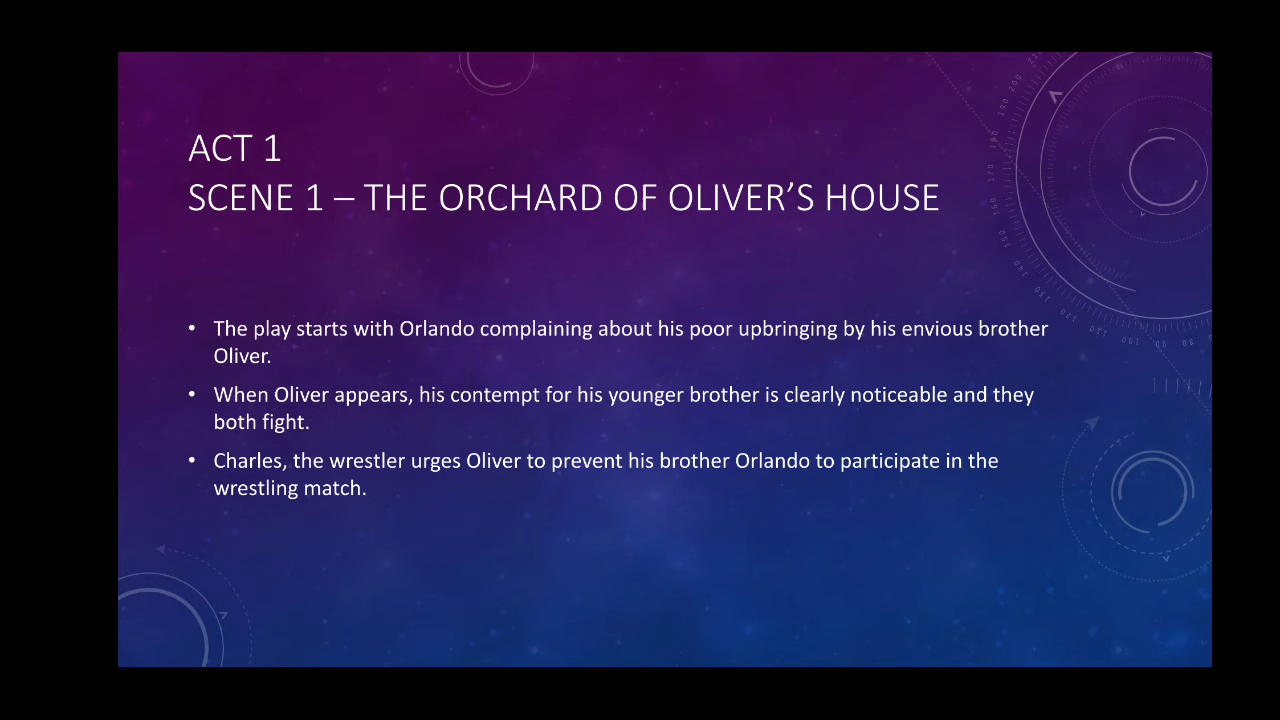 ACT 1
SCENE 1 – THE ORCHARD OF OLIVER’S HOUSE
• The play starts with Orlando complaining about his poor upbringing by his envious brother
Oliver.
• When Oliver appears, his contempt for his younger brother is clearly noticeable and they
both fight.
• Charles, the wrestler urges Oliver to prevent his brother Orlando to participate in the
wrestling match.